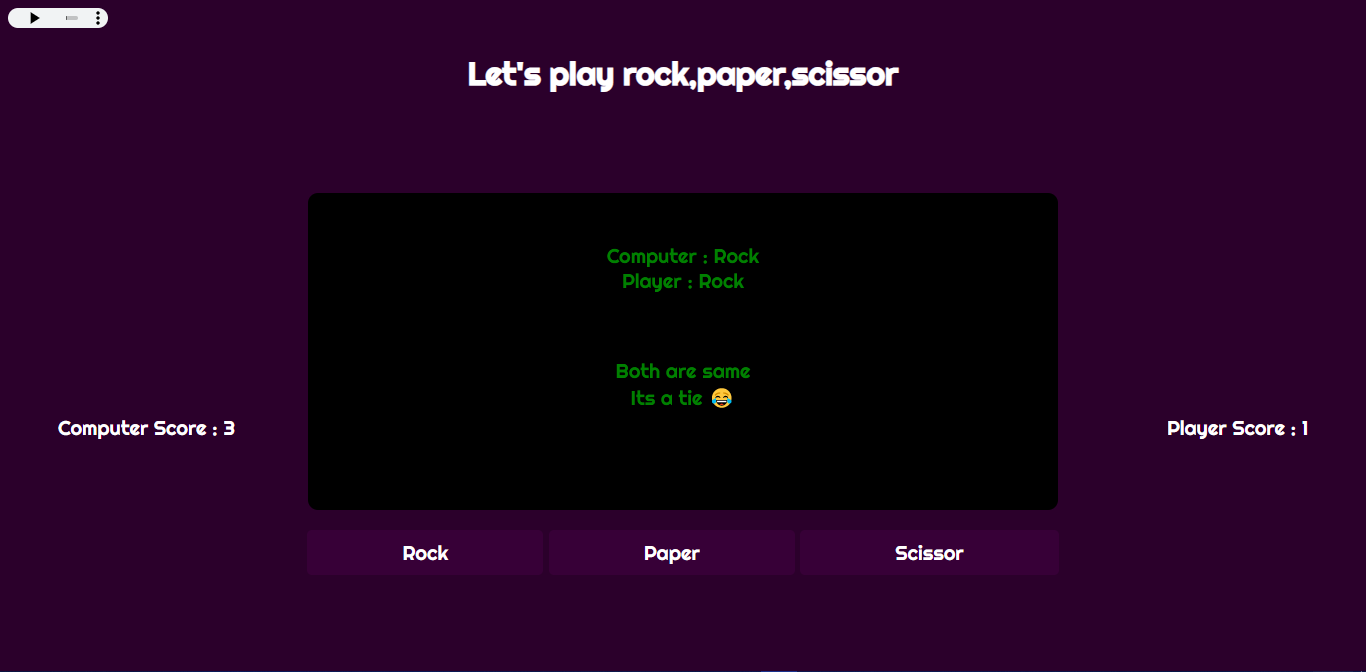 Let's play rock,paper,scissor
Computer : Rock
Player : Rock
Both are same
Its a tie 😂
Computer Score : 3
Player Score : 1
Rock
Paper
Scissor